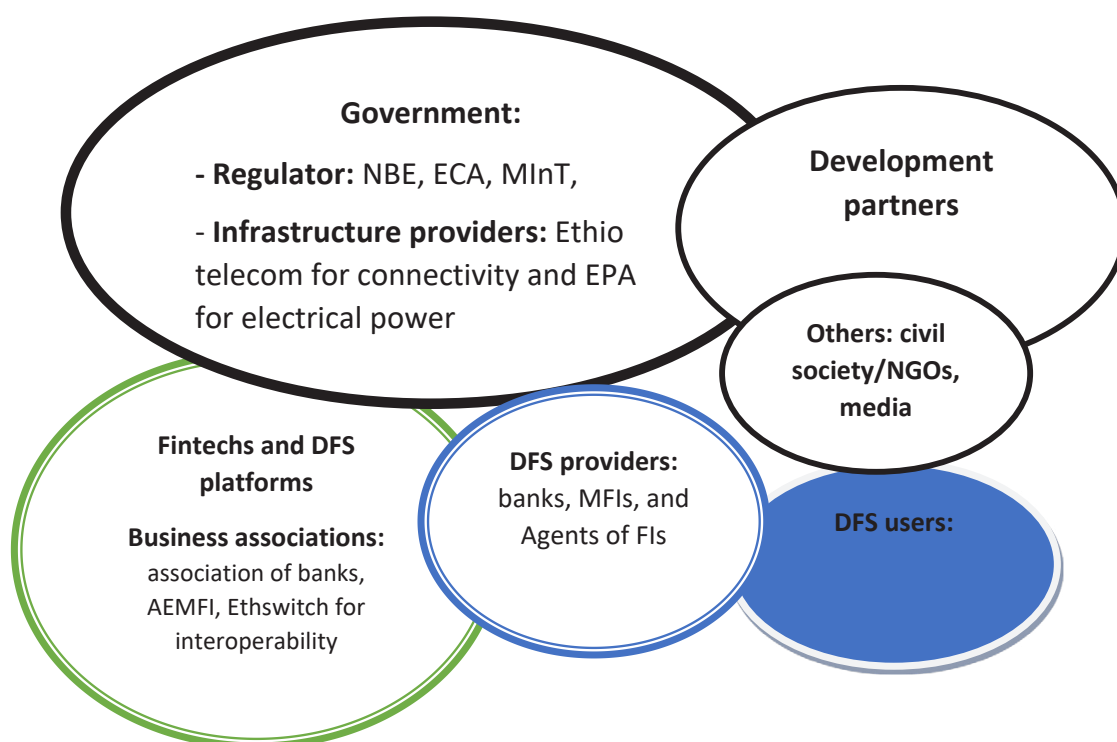 Government:
- Regulator: NBE, ECA, MInT,
- Infrastructure providers: Ethio
telecom for connectivity and EPA
for electrical power
Development
partners
Others: civil
society/NGOs,
media
Fintechs and DFS
platforms
Business associations:
association of banks,
AEMFI, Ethswitch for
interoperability
DFS providers:
banks, MFIs, and
Agents of FIs
DFS users: